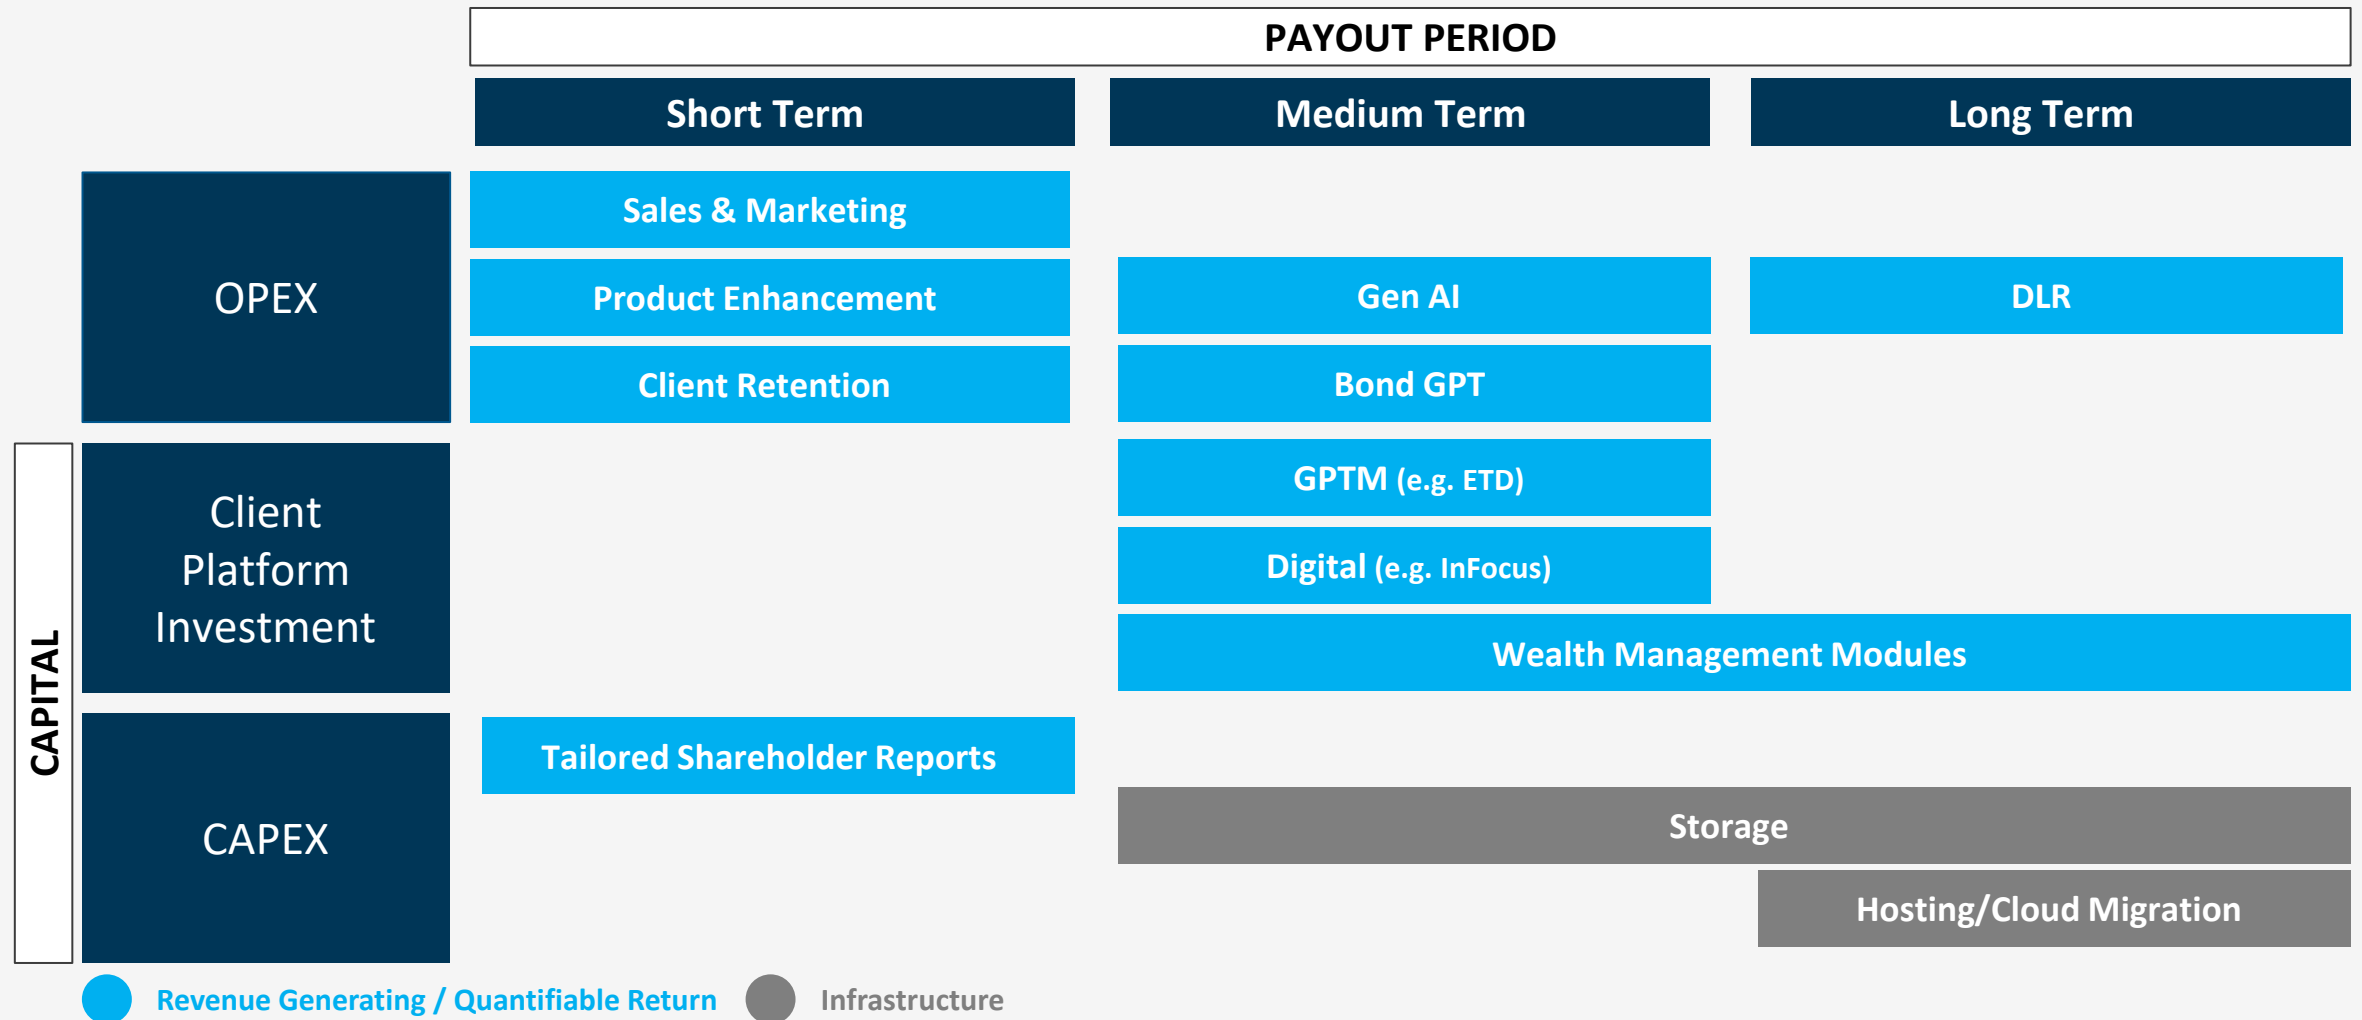 PAYOUT PERIOD
Short Term
Medium Term
Long Term
OPEX
Sales & Marketing
Product Enhancement
Gen AI
DLR
Client Retention
Bond GPT
CAPITAL
Client
Platform
Investment
GPTM (e.g. ETD)
Digital (e.g. InFocus)
Wealth Management Modules
CAPEX
Tailored Shareholder Reports
Storage
Hosting/Cloud Migration
Revenue Generating / Quantifiable Return
Infrastructure